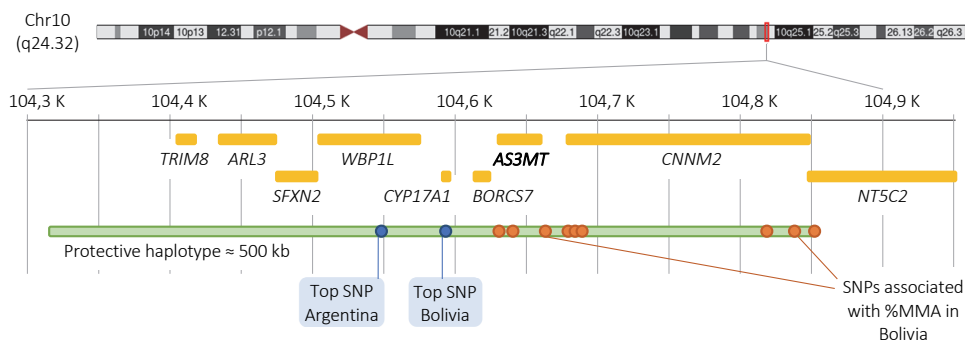 Chr10
(q24.32)
10p14 10p13 12.31 p12.1 10q21.1 21.2 10q21.3 q22.1 q22.3 10q23.1 10q25.1 25.2 q25.3 26.13 26.2 q26.3
104,3 K 104,4 K 104,5 K 104,6 K 104,7 K 104,8 K 104,9 K
TRIM8 ARL3 WBP1L AS3MT CNNM2
SFXN2 CYP17A1 BORCS7 NT5C2
Protective haplotype ≈ 500 kb
Top SNP
Argentina
Top SNP
Bolivia
SNPs associated
with %MMA in
Bolivia